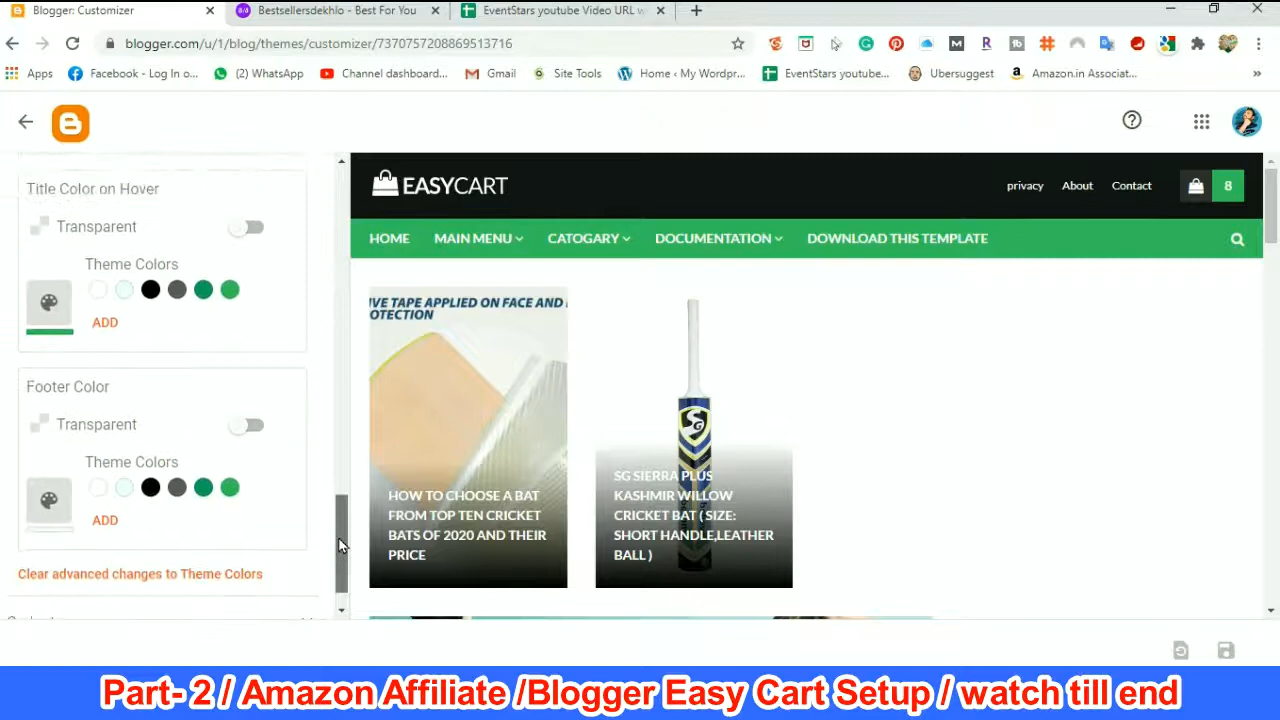 Blogger: Customizer
Bestsellersdekhlo - Best For You
EventStars youtube Video URL w
blogger.com/u/1/blog/themes/customizer/7370757208869513716
Apps
Facebook - Log In o...
(2) WhatsApp
Channel dashboard...
Gmail
Site Tools
Home ‹ My Wordpr...
EventStars youtube...
Ubersuggest
Amazon.in Associat...
»
Title Color on Hover
Transparent
Theme Colors
ADD
Footer Color
Transparent
Theme Colors
ADD
Clear advanced changes to Theme Colors
EASYCART
privacy About Contact 8
HOME MAIN MENU CATOGARY DOCUMENTATION DOWNLOAD THIS TEMPLATE
IVE TAPE APPLIED ON FACE AND
OTECTION
HOW TO CHOOSE A BAT
FROM TOP TEN CRICKET
BATS OF 2020 AND THEIR
PRICE
SG
SG SIERRA PLUS
KASHMIR WILLOW
CRICKET BAT ( SIZE:
SHORT HANDLE,LEATHER
BALL )
Part- 2 / Amazon Affiliate /Blogger Easy Cart Setup / watch till end